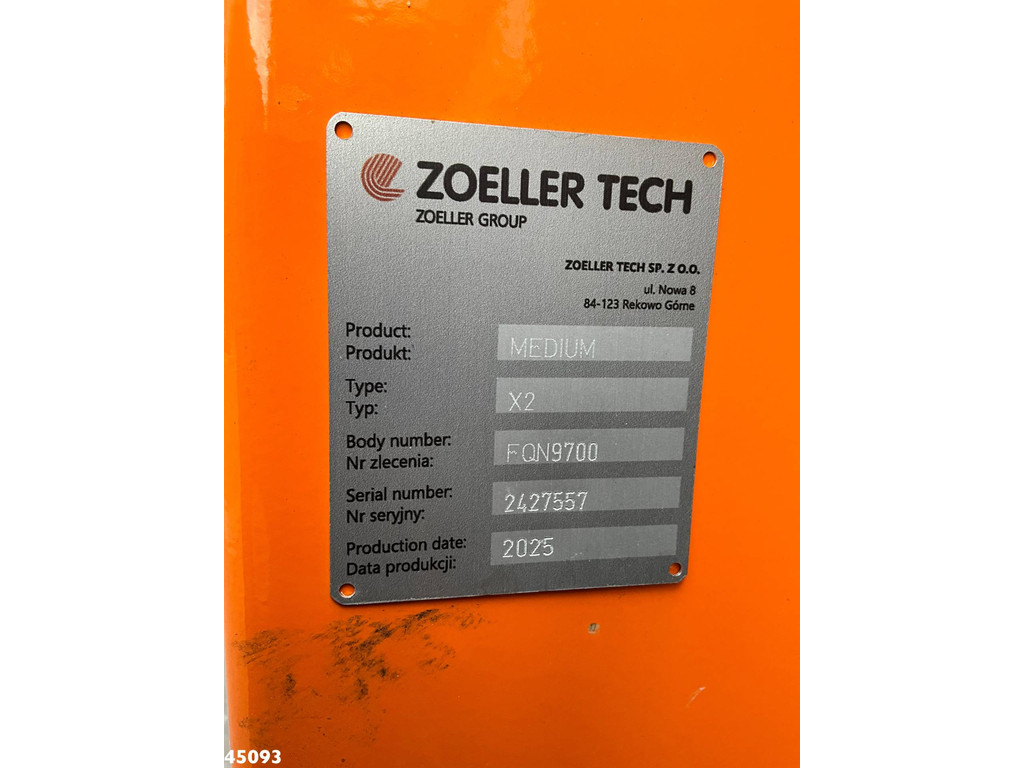 ZOELLER TECH
ZOELLER GROUP
ZOELLER TECH SP. Z O.O.
ul. Nowa 8
84-123 Rekowo Górne
Product:
Produkt:
MEDIUM
Type:
Typ:
X2
Body number:
Nr zlecenia:
FQN9700
Serial number:
Nr seryjny:
2427557
Production date:
Data produkcji:
2025
45093